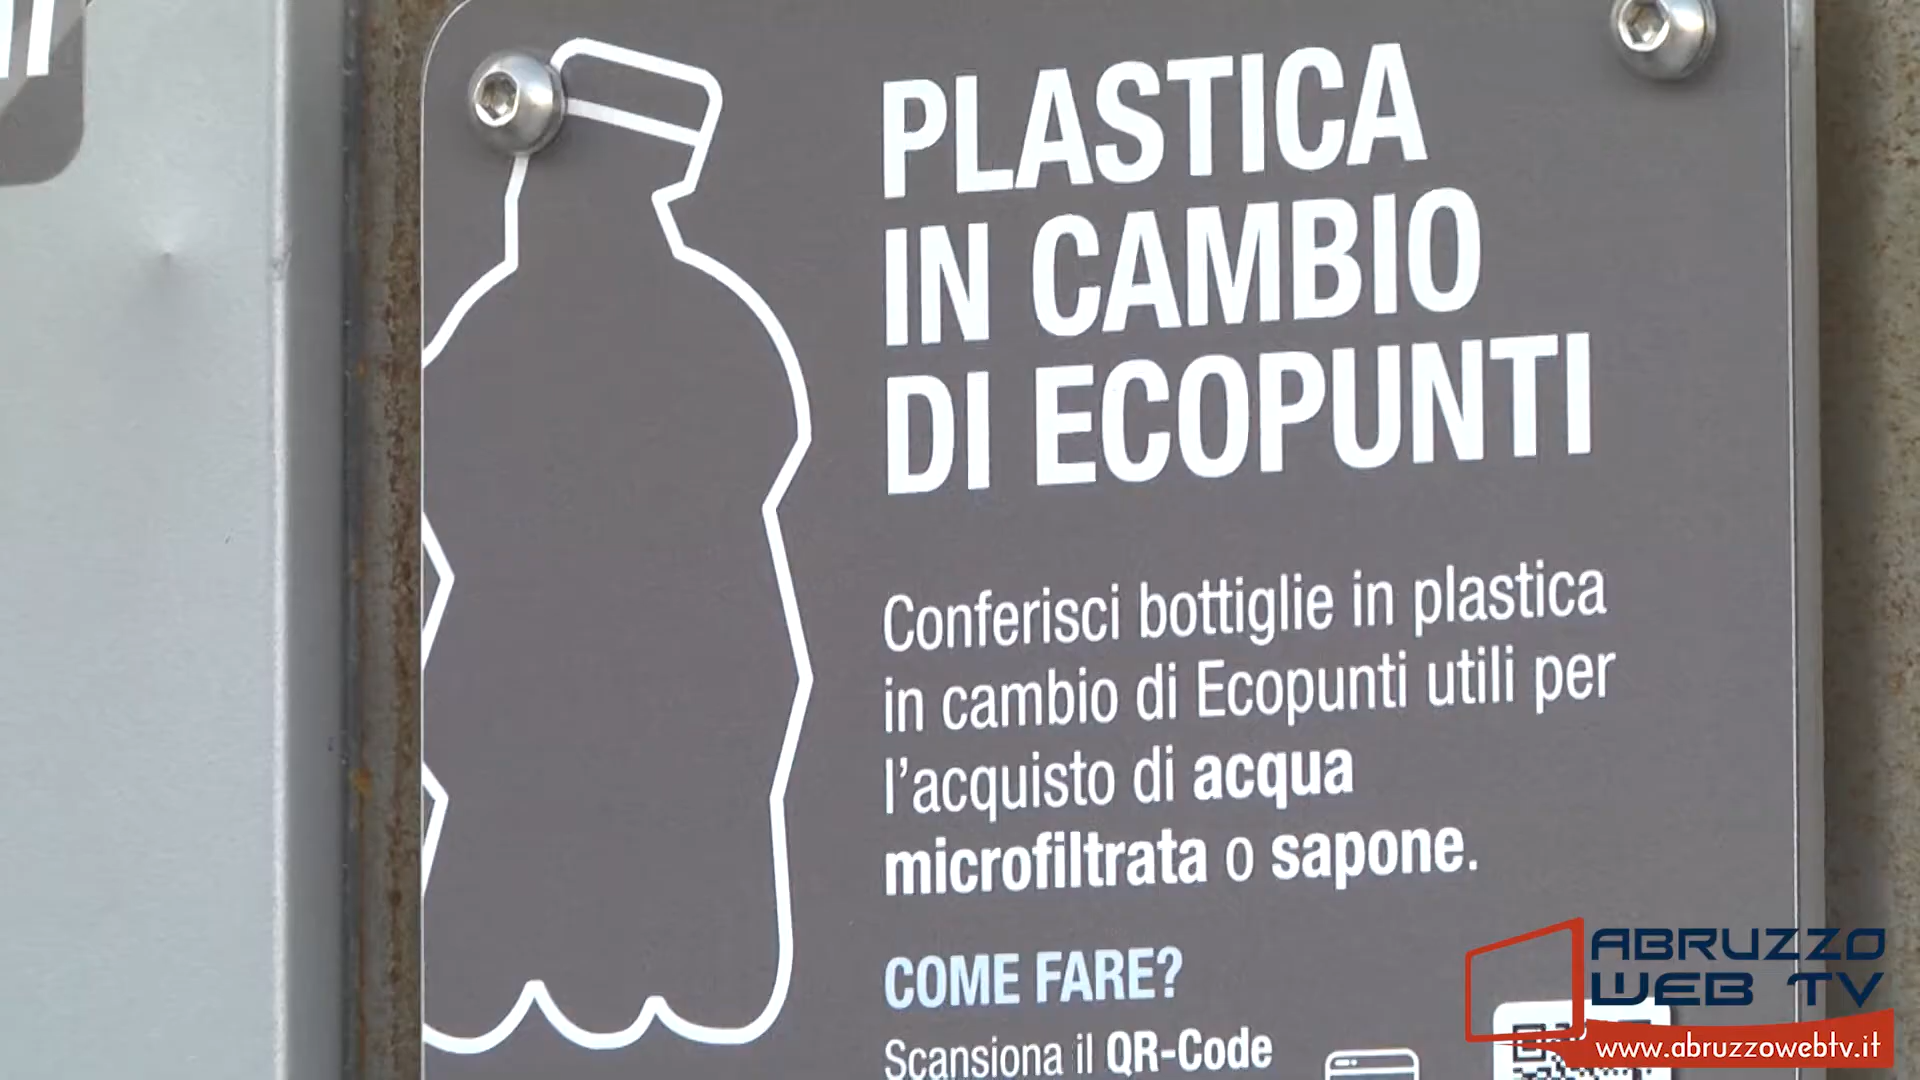 PLASTICA
IN CAMBIO
DI ECOPUNTI
Conferisci bottiglie in plastica
in cambio di Ecopunti utili per
l’acquisto di acqua
microfiltrata o sapone.
COME FARE?
Scansiona il QR-Code
ABRUZZO
WEB TV
www.abruzzowebtv.it